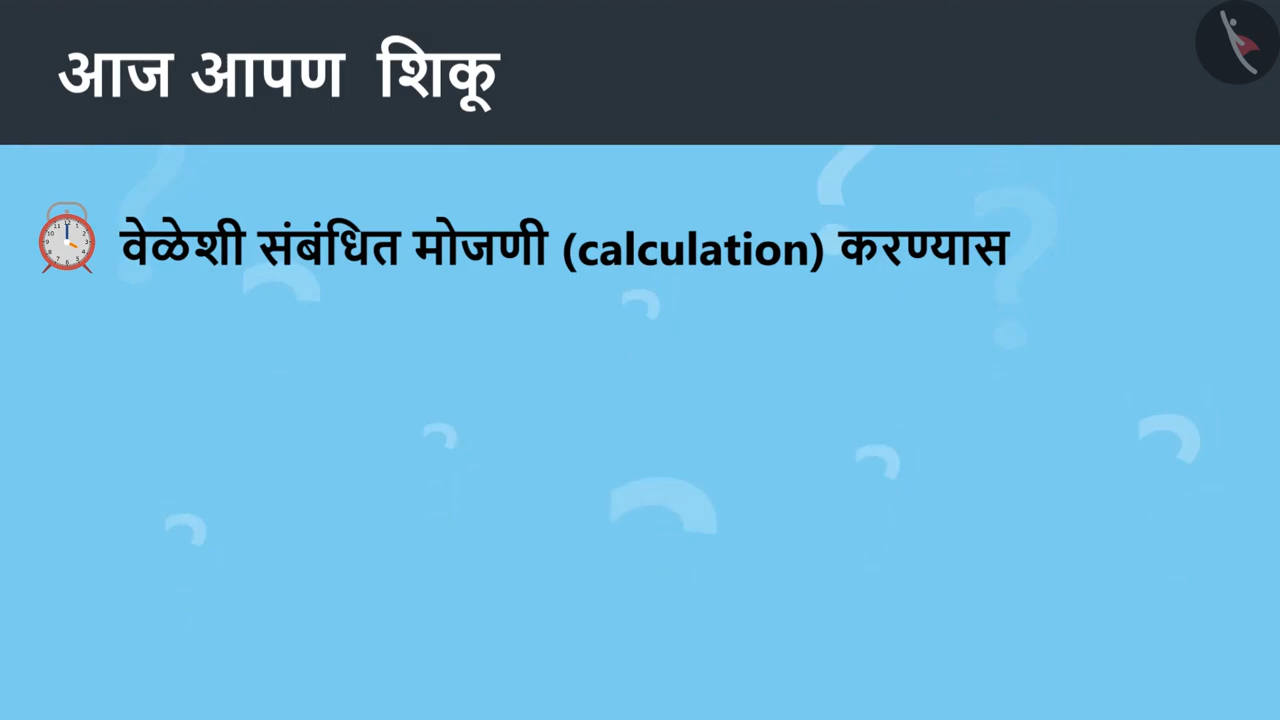 आज आपण शिकू
वेळेशी संबंधित मोजणी (calculation) करण्यास